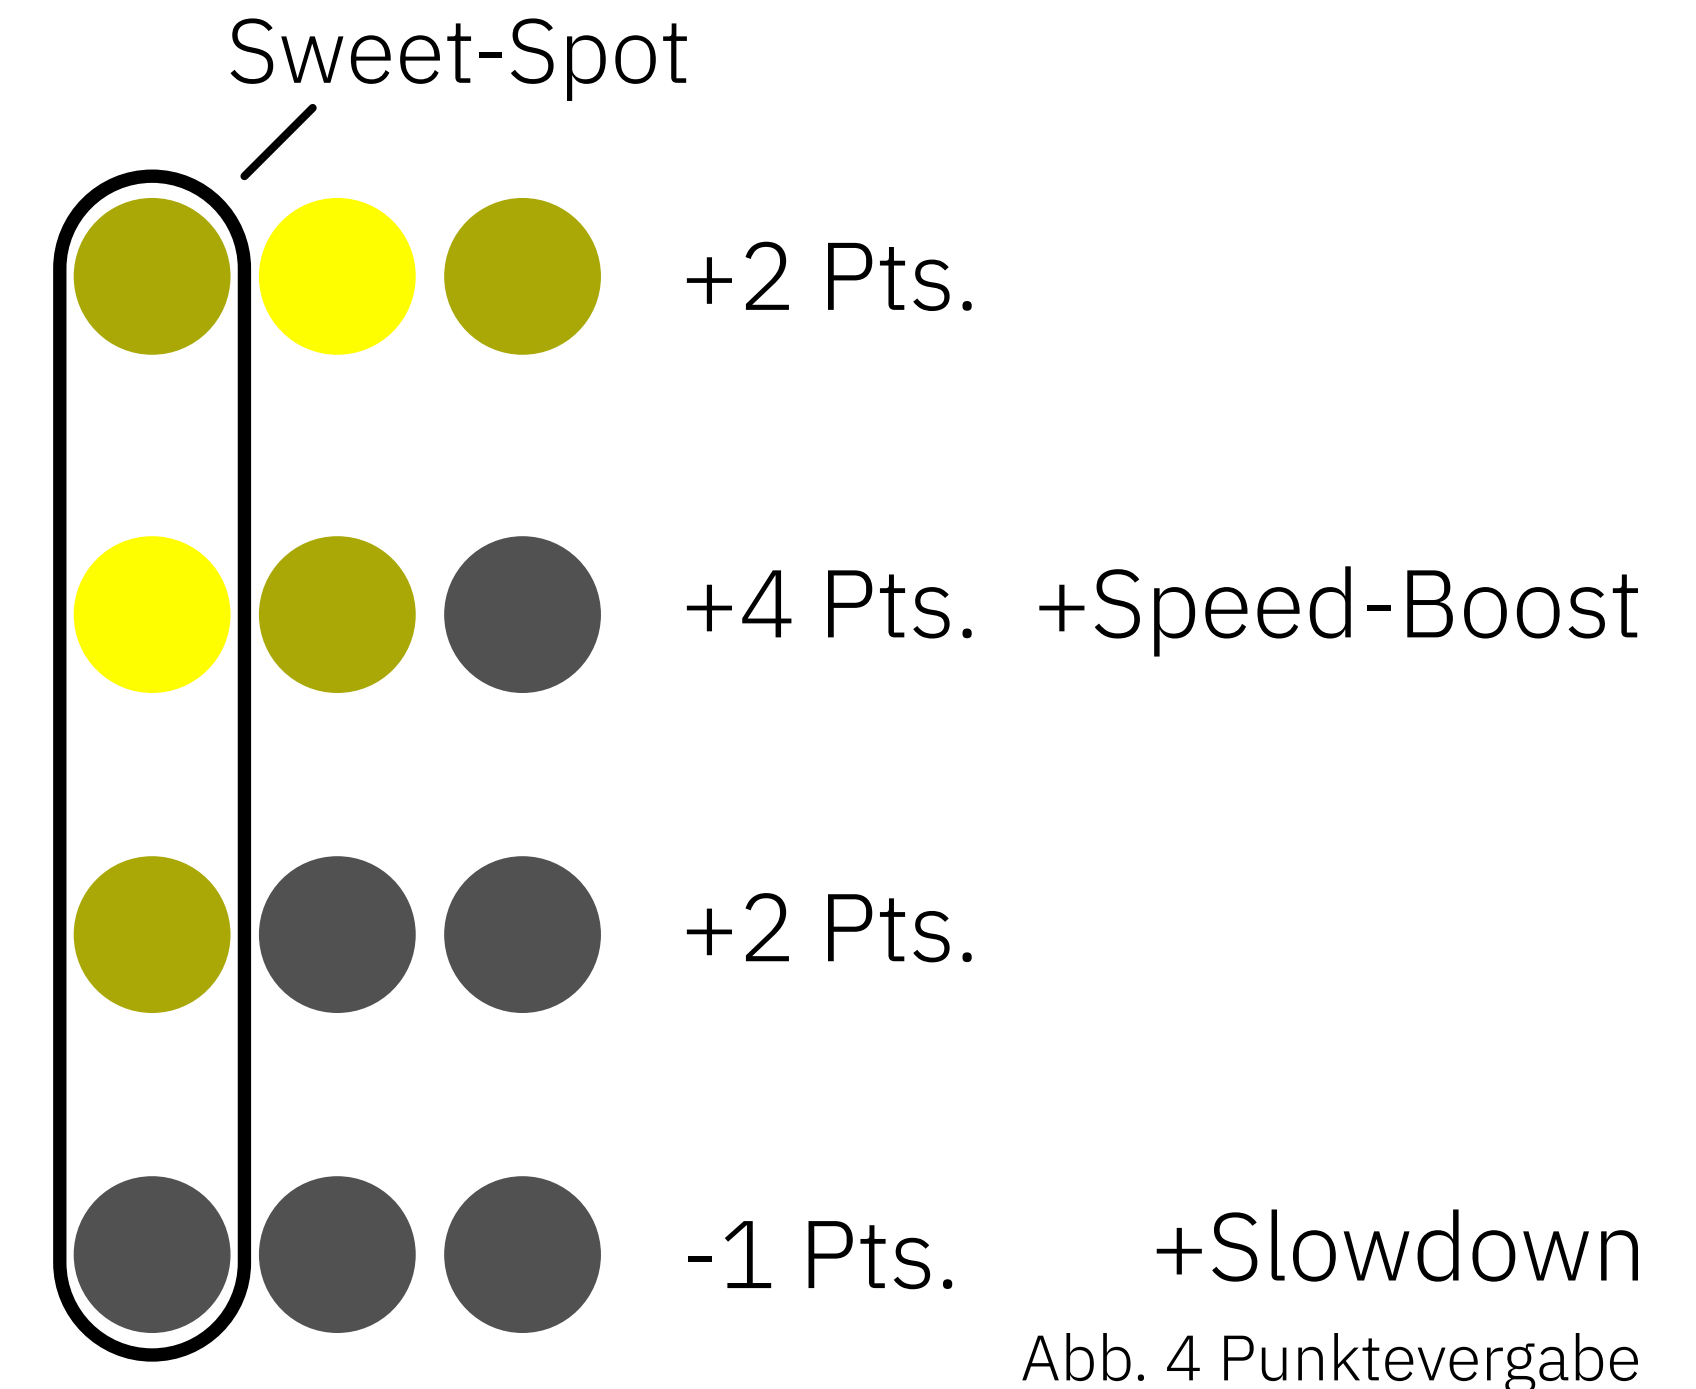 Sweet-Spot
+2 Pts.
+4 Pts. +Speed-Boost
+2 Pts.
-1 Pts. +Slowdown
Abb. 4 Punktevergabe